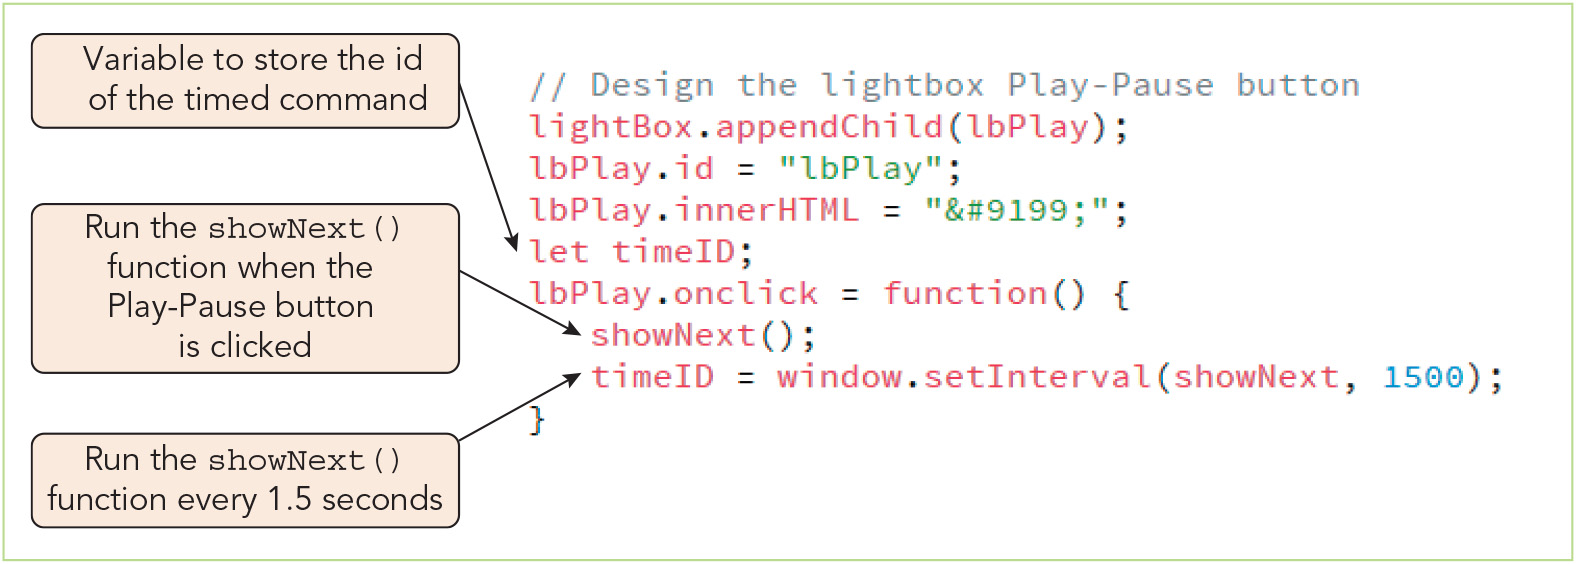 Variable to store the id
of the timed command
Run the showNext()
function when the
Play-Pause button
is clicked
Run the showNext()
function every 1.5 seconds
// Design the lightbox Play-Pause button
lightBox.appendChild(lbPlay);
lbPlay.id = "lbPlay";
lbPlay.innerHTML = "&#9199;";
let timeID;
lbPlay.onclick = function() {
showNext();
timeID = window.setInterval(showNext, 1500);
}